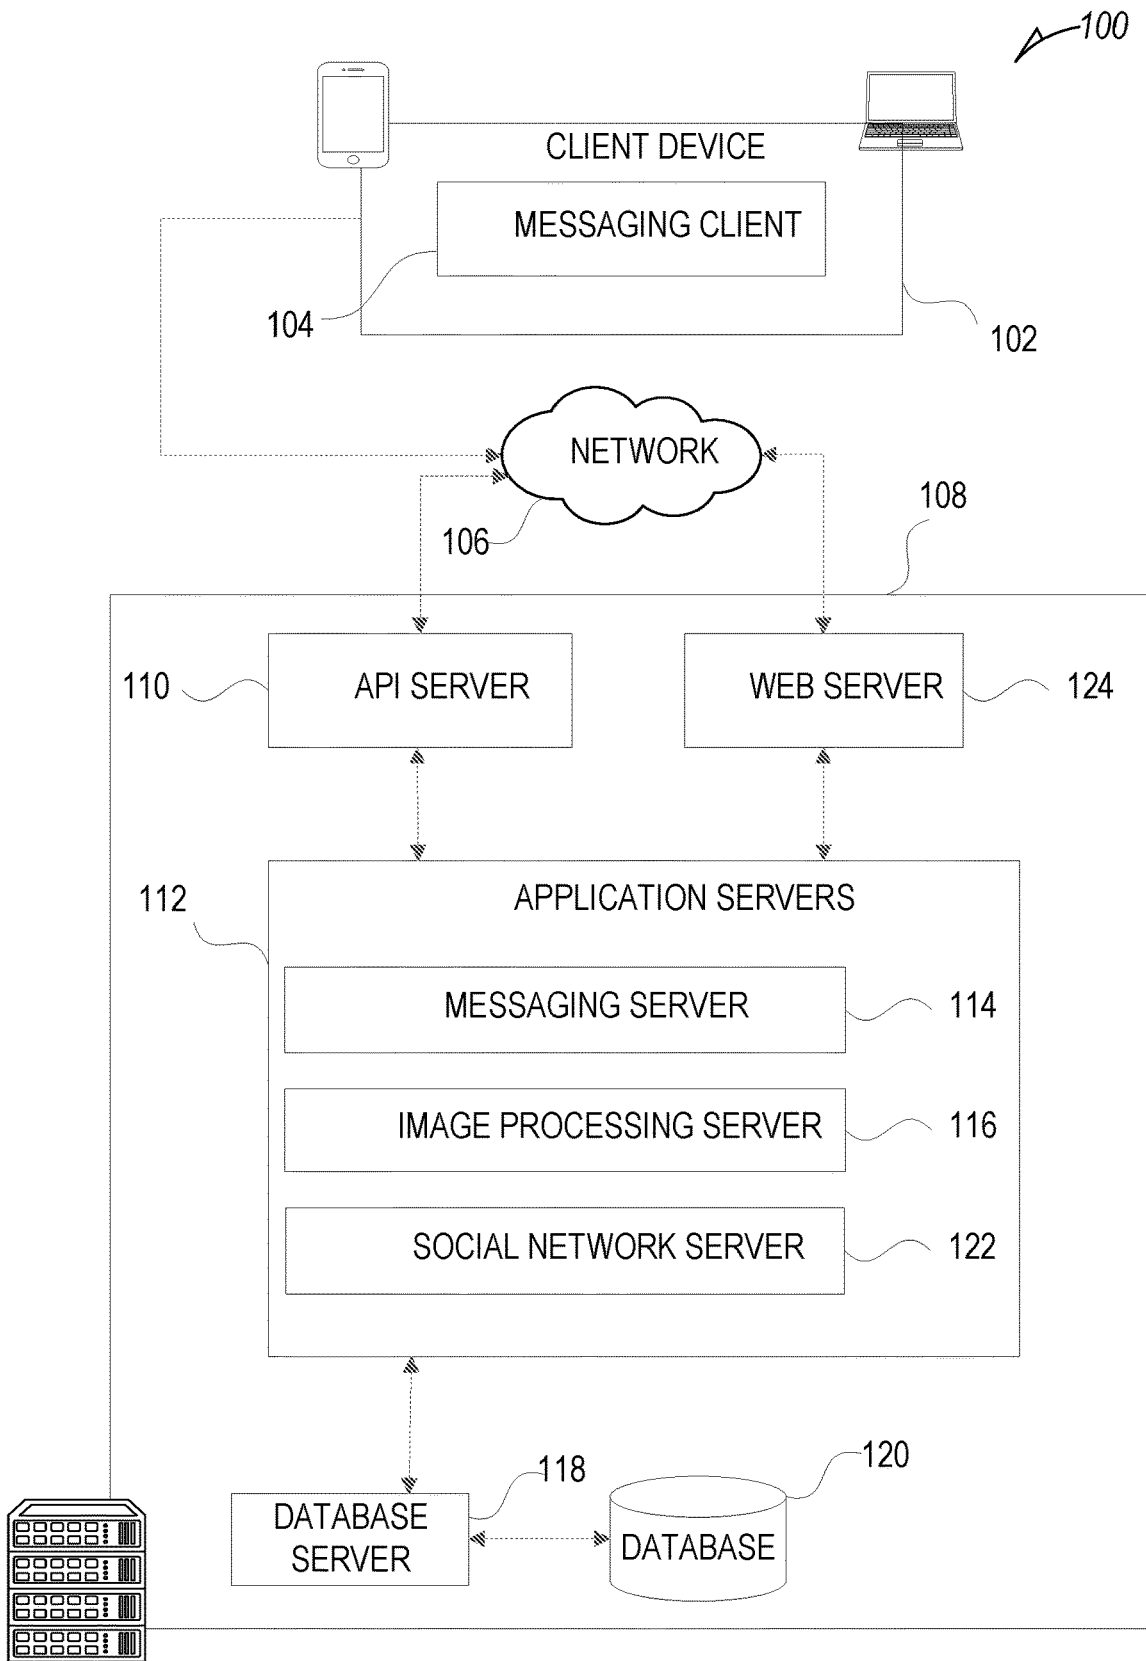 100
CLIENT DEVICE
MESSAGING CLIENT
104
102
NETWORK
106
108
110
API SERVER
WEB SERVER
124
112
APPLICATION SERVERS
MESSAGING SERVER
114
IMAGE PROCESSING SERVER
116
SOCIAL NETWORK SERVER
122
118
120
DATABASE
SERVER
DATABASE